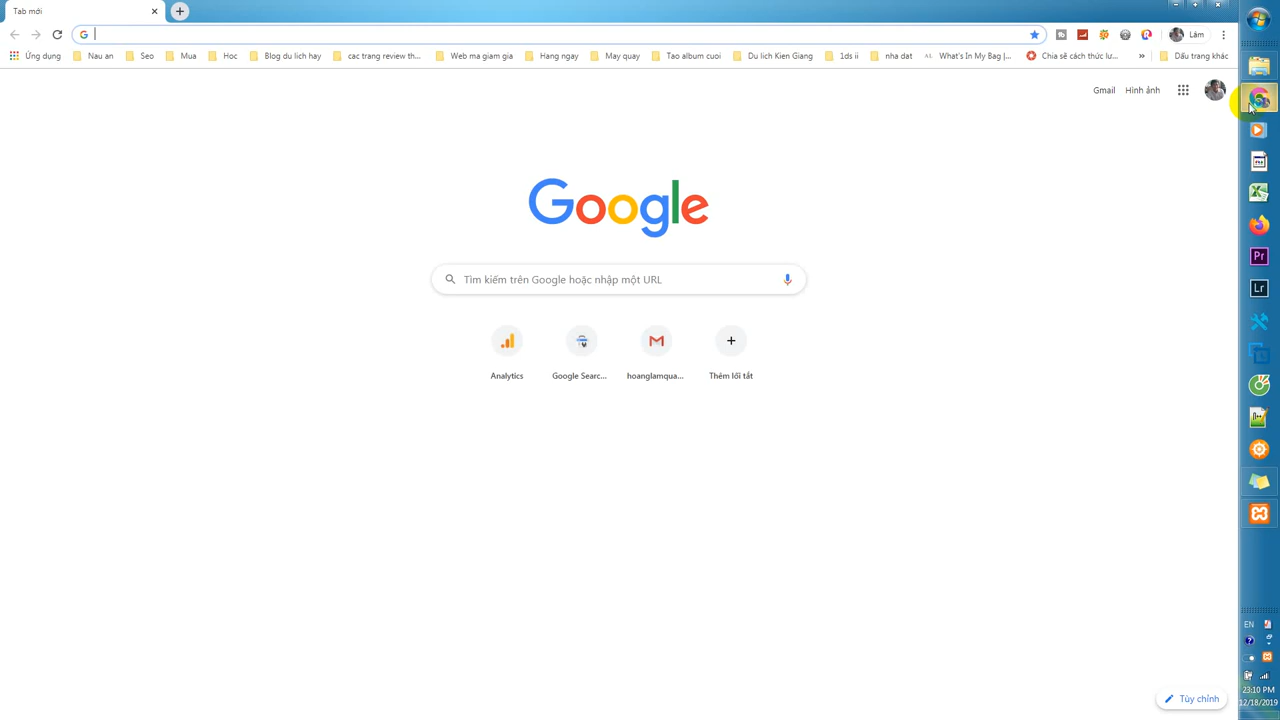 Tab mới
Lâm
Ứng dụng Nau an Seo Mua Hoc Blog du lich hay cac trang review th... Web ma giam gia Hang ngay May quay Tao album cuoi Du lich Kien Giang 1ds ii nha dat What's In My Bag |... Chia sẽ cách thức lư... » Dấu trang khác
Gmail Hình ảnh
Google
Tìm kiếm trên Google hoặc nhập một URL
Analytics Google Searc... hoanglamqua... Thêm lối tắt
Pr
Lr
EN
23:10 PM
12/18/2019
Tùy chỉnh